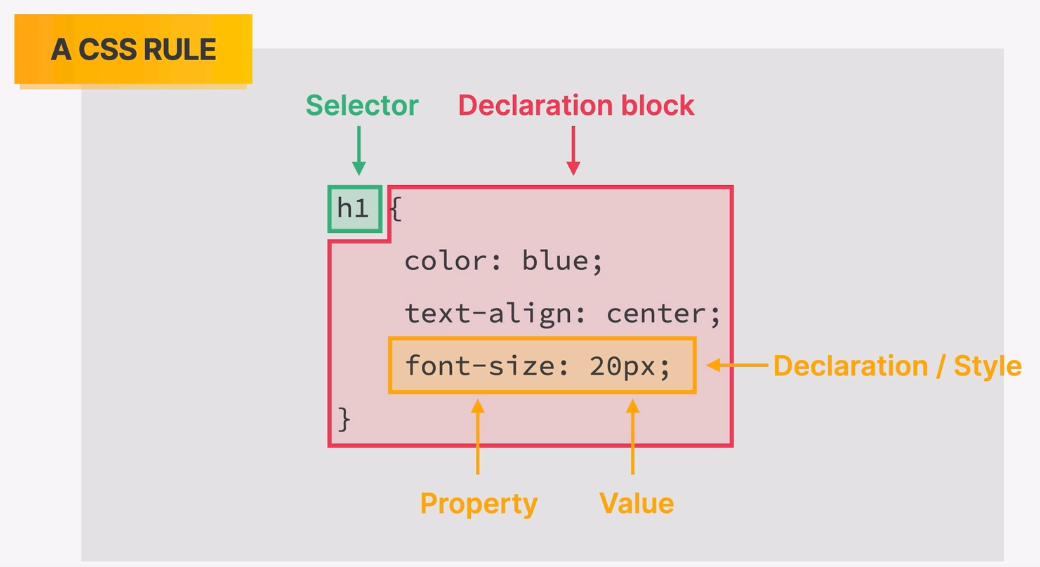 A CSS RULE
Selector Declaration block
h1 {
color: blue;
text-align: center;
font-size: 20px; Declaration / Style
}
Property Value